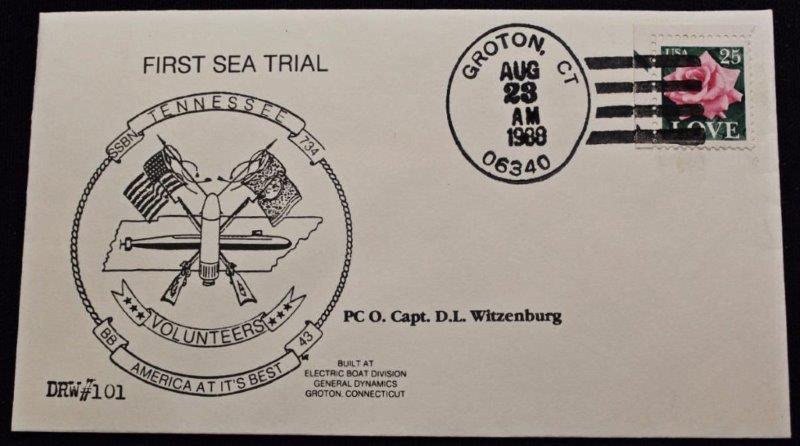 FIRST SEA TRIAL
TENNESSEE
SSBN
734
VOLUNTEERS
BB
43
AMERICA AT IT'S BEST
DRW#101
BUILT AT
ELECTRIC BOAT DIVISION
GENERAL DYNAMICS
GROTON, CONNECTICUT
PC O. Capt. D.L. Witzenburg
GROTON, CT
AUG
23
AM
1988
06340
USA 25
LOVE